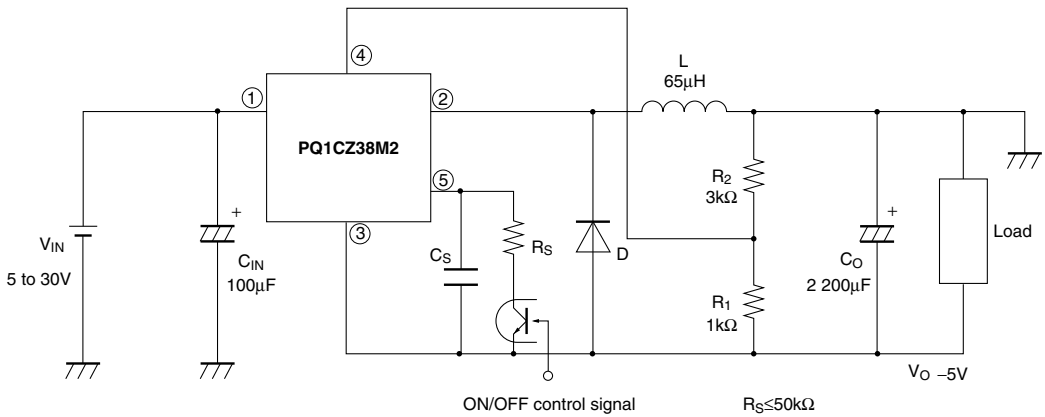 ④
L
65μH
①
②
PQ1CZ38M2
⑤
R2
3kΩ
③
+
+
VIN
5 to 30V
CIN
100μF
CS
RS
D
CO
2 200μF
Load
R1
1kΩ
VO –5V
ON/OFF control signal
RS≤50kΩ